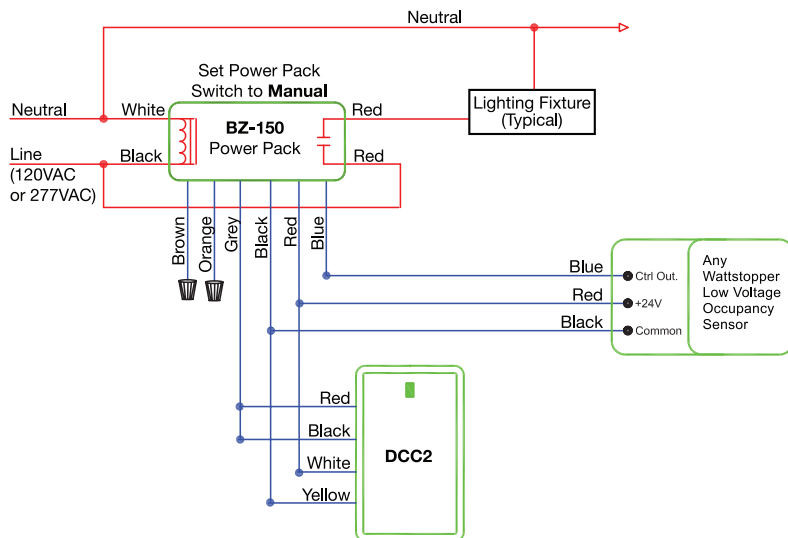 Neutral
Set Power Pack
Switch to Manual
Neutral
White
Red
BZ-150
Power Pack
Lighting Fixture
(Typical)
Line
(120VAC
or 277VAC)
Black
Red
Brown
Orange
Grey
Black
Red
Blue
Blue
Red
Black
Ctrl Out.
+24V
Common
Any
Wattstopper
Low Voltage
Occupancy
Sensor
Red
Black
White
Yellow
DCC2